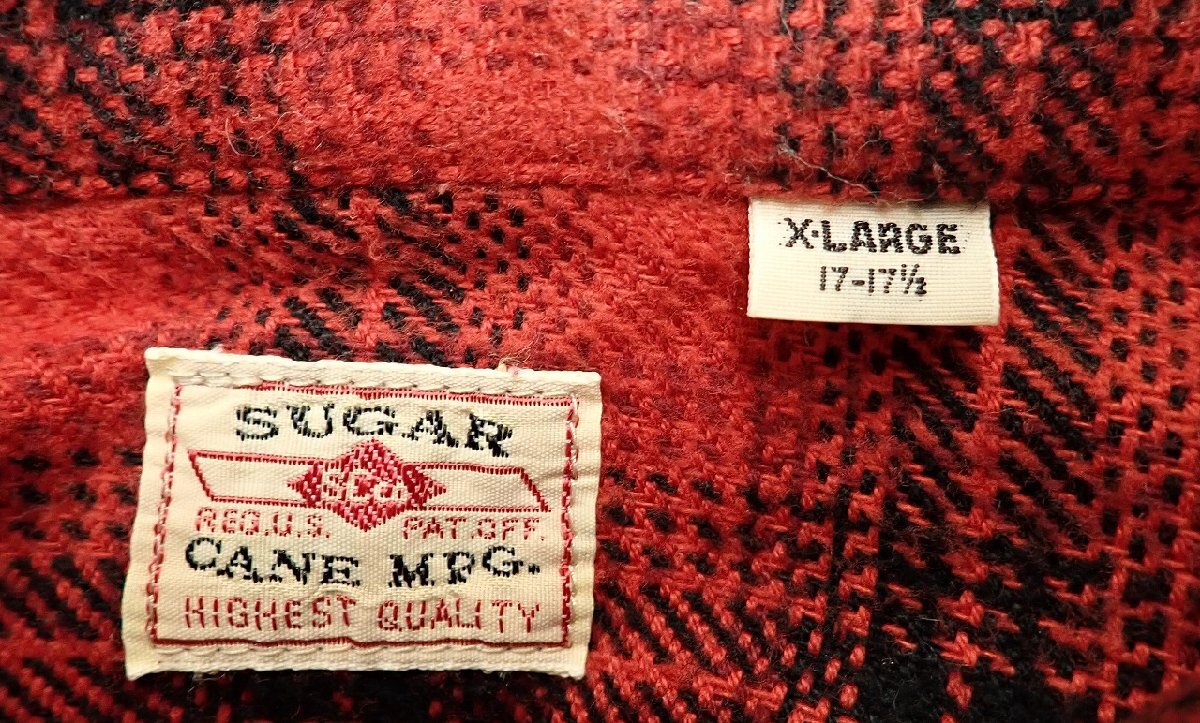 X-LARGE
17-17½
SUGAR
REG.U.S. PAT.OFF.
CANE MFG.
HIGHEST QUALITY